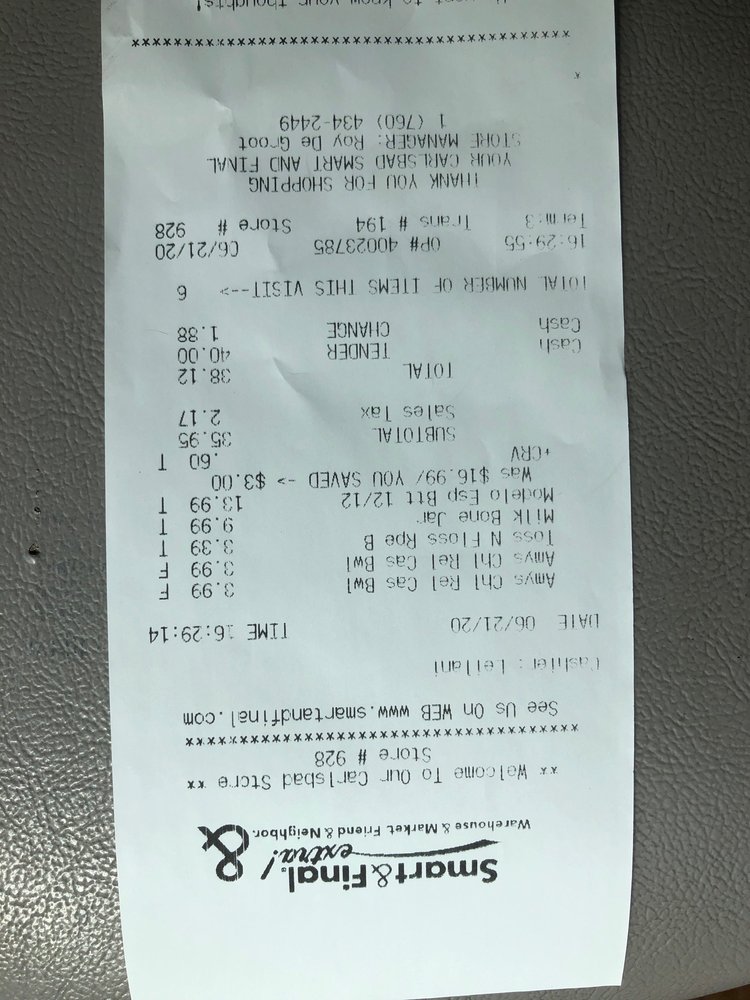 Smart&Final.
extra!
&
Warehouse & Market. Friend & Neighbor.
** Welcome To Our Carlsbad Store **
Store # 928
******************************************
See Us On WEB www.smartandfinal.com
Cashier: Leilani
DATE 06/21/20 TIME 16:29:14
Amys Chl Rel Cas Bwl 3.99 F
Amys Chl Rel Cas Bwl 3.99 F
Toss N Floss Rpe B 3.39 T
Milk Bone Jar 9.99 T
Modelo Esp Btt 12/12 13.99 T
Was $16.99/ YOU SAVED -> $3.00
+CRV .60 T
SUBTOTAL 35.95
Sales Tax 2.17
TOTAL 38.12
Cash TENDER 40.00
Cash CHANGE 1.88
TOTAL NUMBER OF ITEMS THIS VISIT--> 6
16:29:55 OP# 40023785 06/21/20
Term:3 Trans # 194 Store # 928
THANK YOU FOR SHOPPING
YOUR CARLSBAD SMART AND FINAL
STORE MANAGER: Roy De Groot
1 (760) 434-2449
*
******************************************
want to know your thoughts!